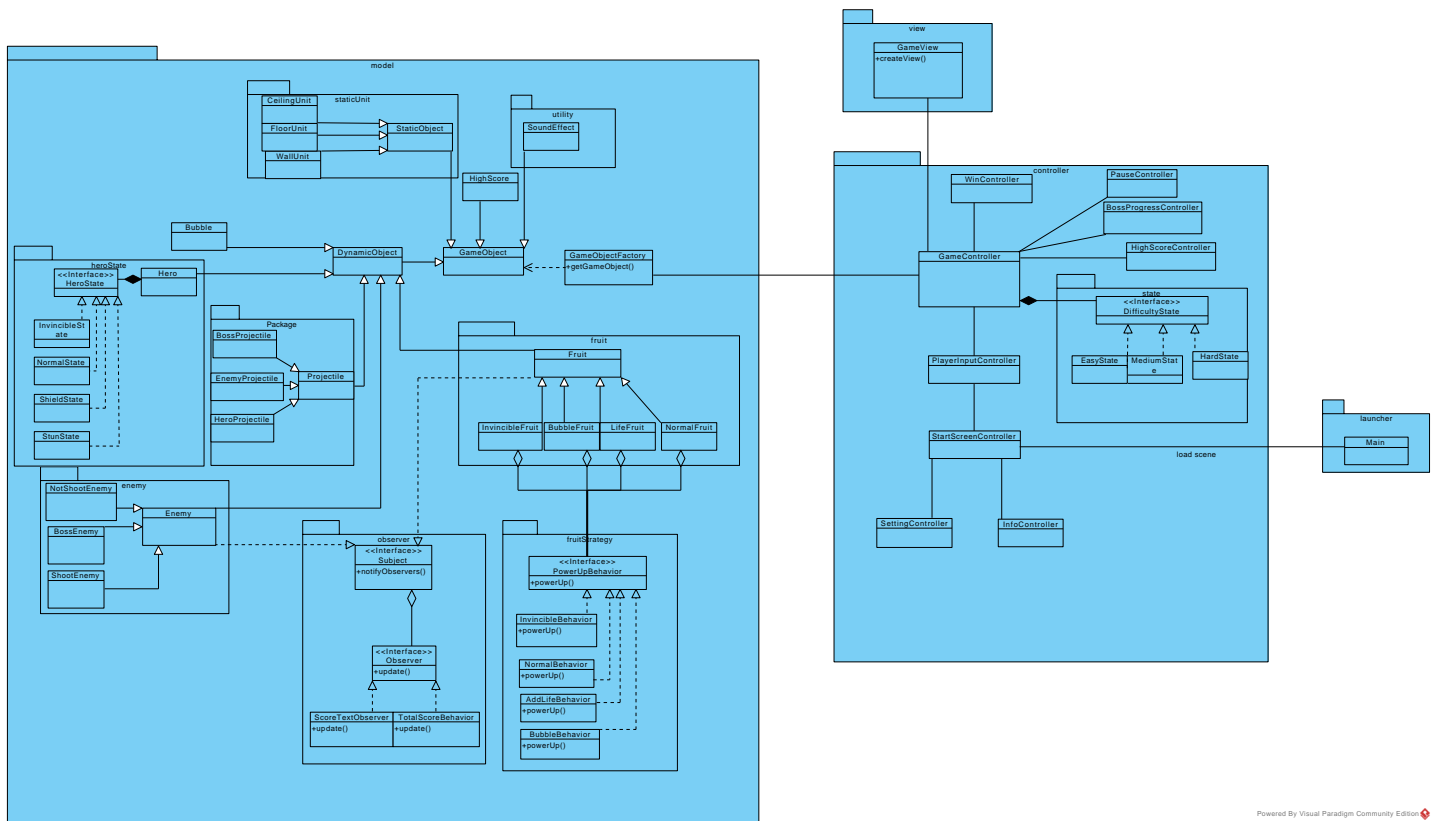 view
GameView
+createView()
model
staticUnit
CeilingUnit
FloorUnit
WallUnit
StaticObject
utility
SoundEffect
HighScore
Bubble
DynamicObject
GameObject
GameObjectFactory
+getGameObject()
heroState
<<Interface>>
HeroState
Hero
InvincibleSt
ate
NormalState
ShieldState
StunState
Package
BossProjectile
EnemyProjectile
HeroProjectile
Projectile
fruit
Fruit
InvincibleFruit
BubbleFruit
LifeFruit
NormalFruit
enemy
NotShootEnemy
Enemy
BossEnemy
ShootEnemy
observer
<<Interface>>
Subject
+notifyObservers()
<<Interface>>
Observer
+update()
ScoreTextObserver
+update()
TotalScoreBehavior
+update()
fruitStrategy
<<Interface>>
PowerUpBehavior
+powerUp()
InvincibleBehavior
+powerUp()
NormalBehavior
+powerUp()
AddLifeBehavior
+powerUp()
BubbleBehavior
+powerUp()
controller
WinController
PauseController
BossProgressController
HighScoreController
GameController
state
<<Interface>>
DifficultyState
EasyState
MediumStat
e
HardState
PlayerInputController
StartScreenController
SettingController
InfoController
load scene
launcher
Main
Powered By Visual Paradigm Community Edition